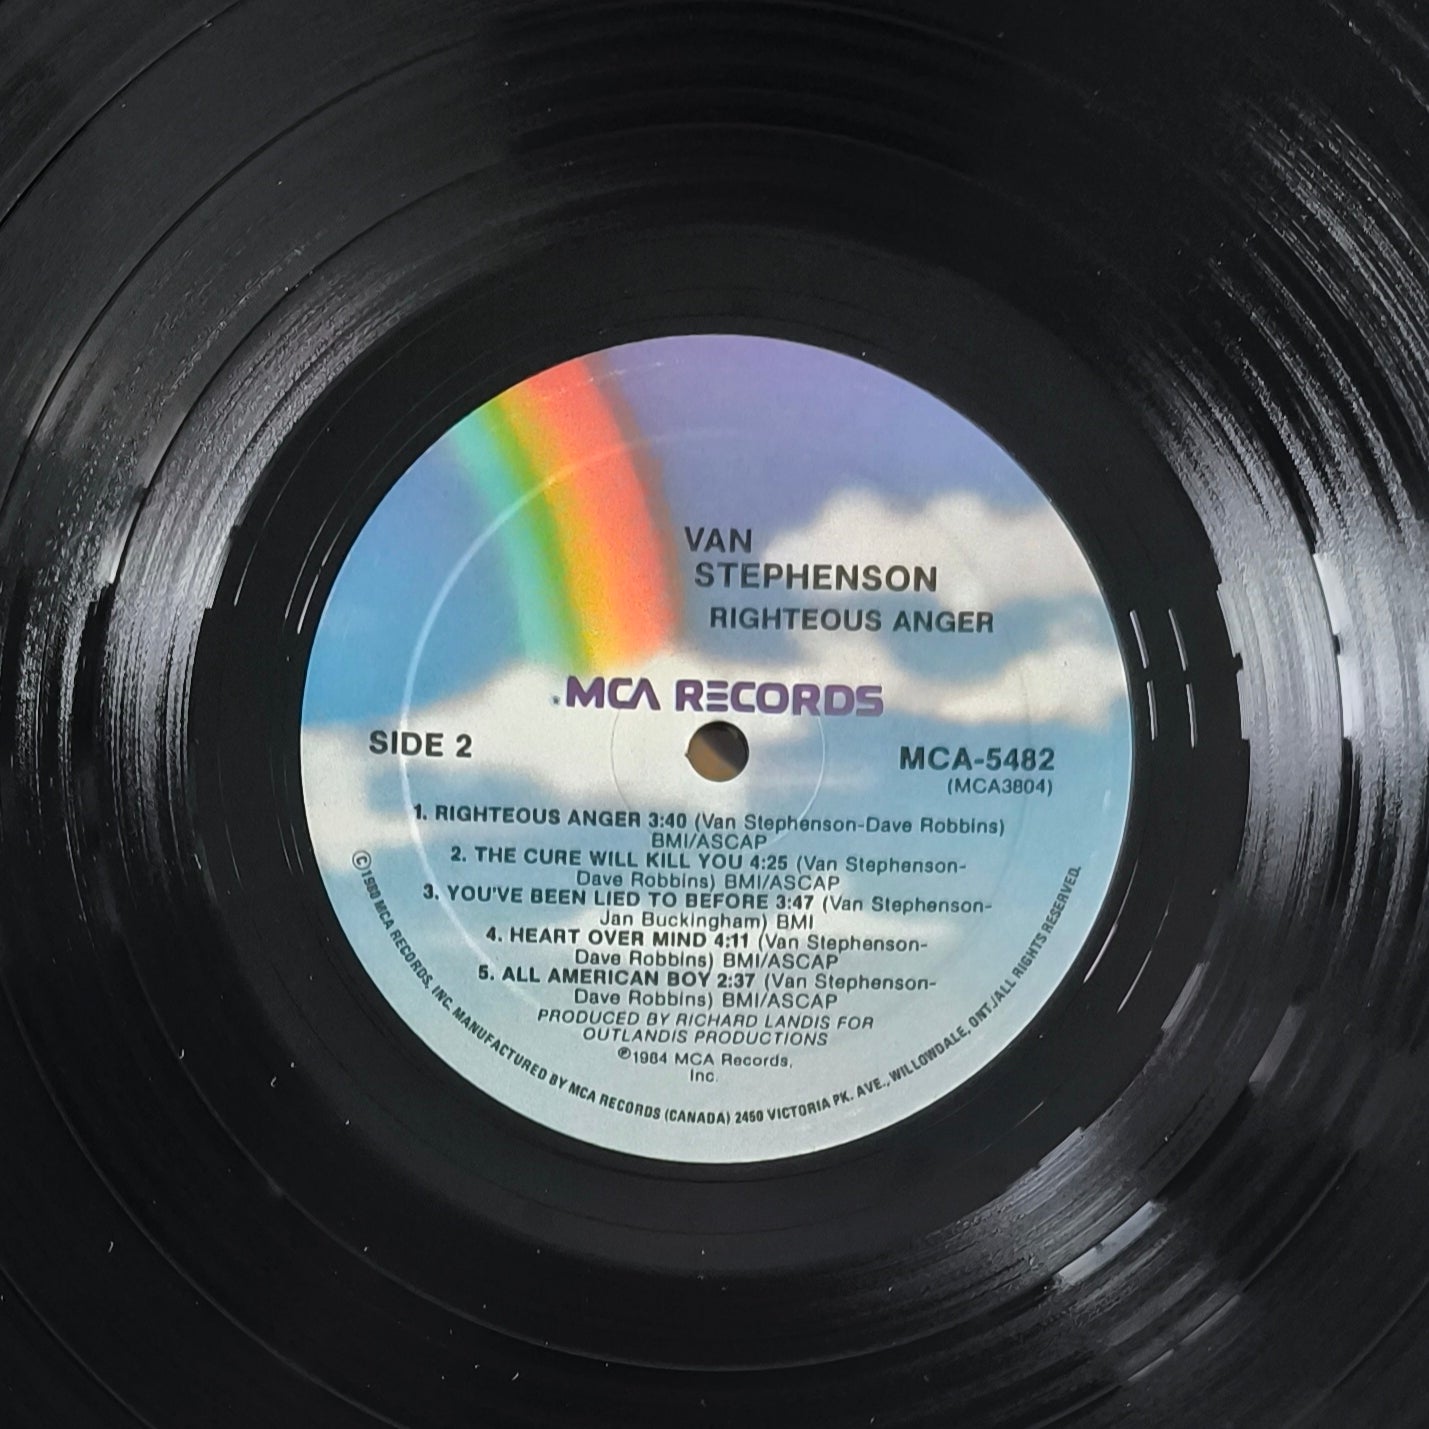 VAN
STEPHENSON
RIGHTEOUS ANGER
MCA RECORDS
SIDE 2
MCA-5482
(MCA3804)
1. RIGHTEOUS ANGER 3:40 (Van Stephenson-Dave Robbins)
BMI/ASCAP
2. THE CURE WILL KILL YOU 4:25 (Van Stephenson-
Dave Robbins) BMI/ASCAP
3. YOU'VE BEEN LIED TO BEFORE 3:47 (Van Stephenson-
Jan Buckingham) BMI
4. HEART OVER MIND 4:11 (Van Stephenson-
Dave Robbins) BMI/ASCAP
5. ALL AMERICAN BOY 2:37 (Van Stephenson-
Dave Robbins) BMI/ASCAP
PRODUCED BY RICHARD LANDIS FOR
OUTLANDIS PRODUCTIONS
℗1984 MCA Records,
Inc.
©1980 MCA RECORDS, INC. MANUFACTURED BY MCA RECORDS (CANADA) 2450 VICTORIA PK. AVE., WILLOWDALE, ONT./ALL RIGHTS RESERVED.